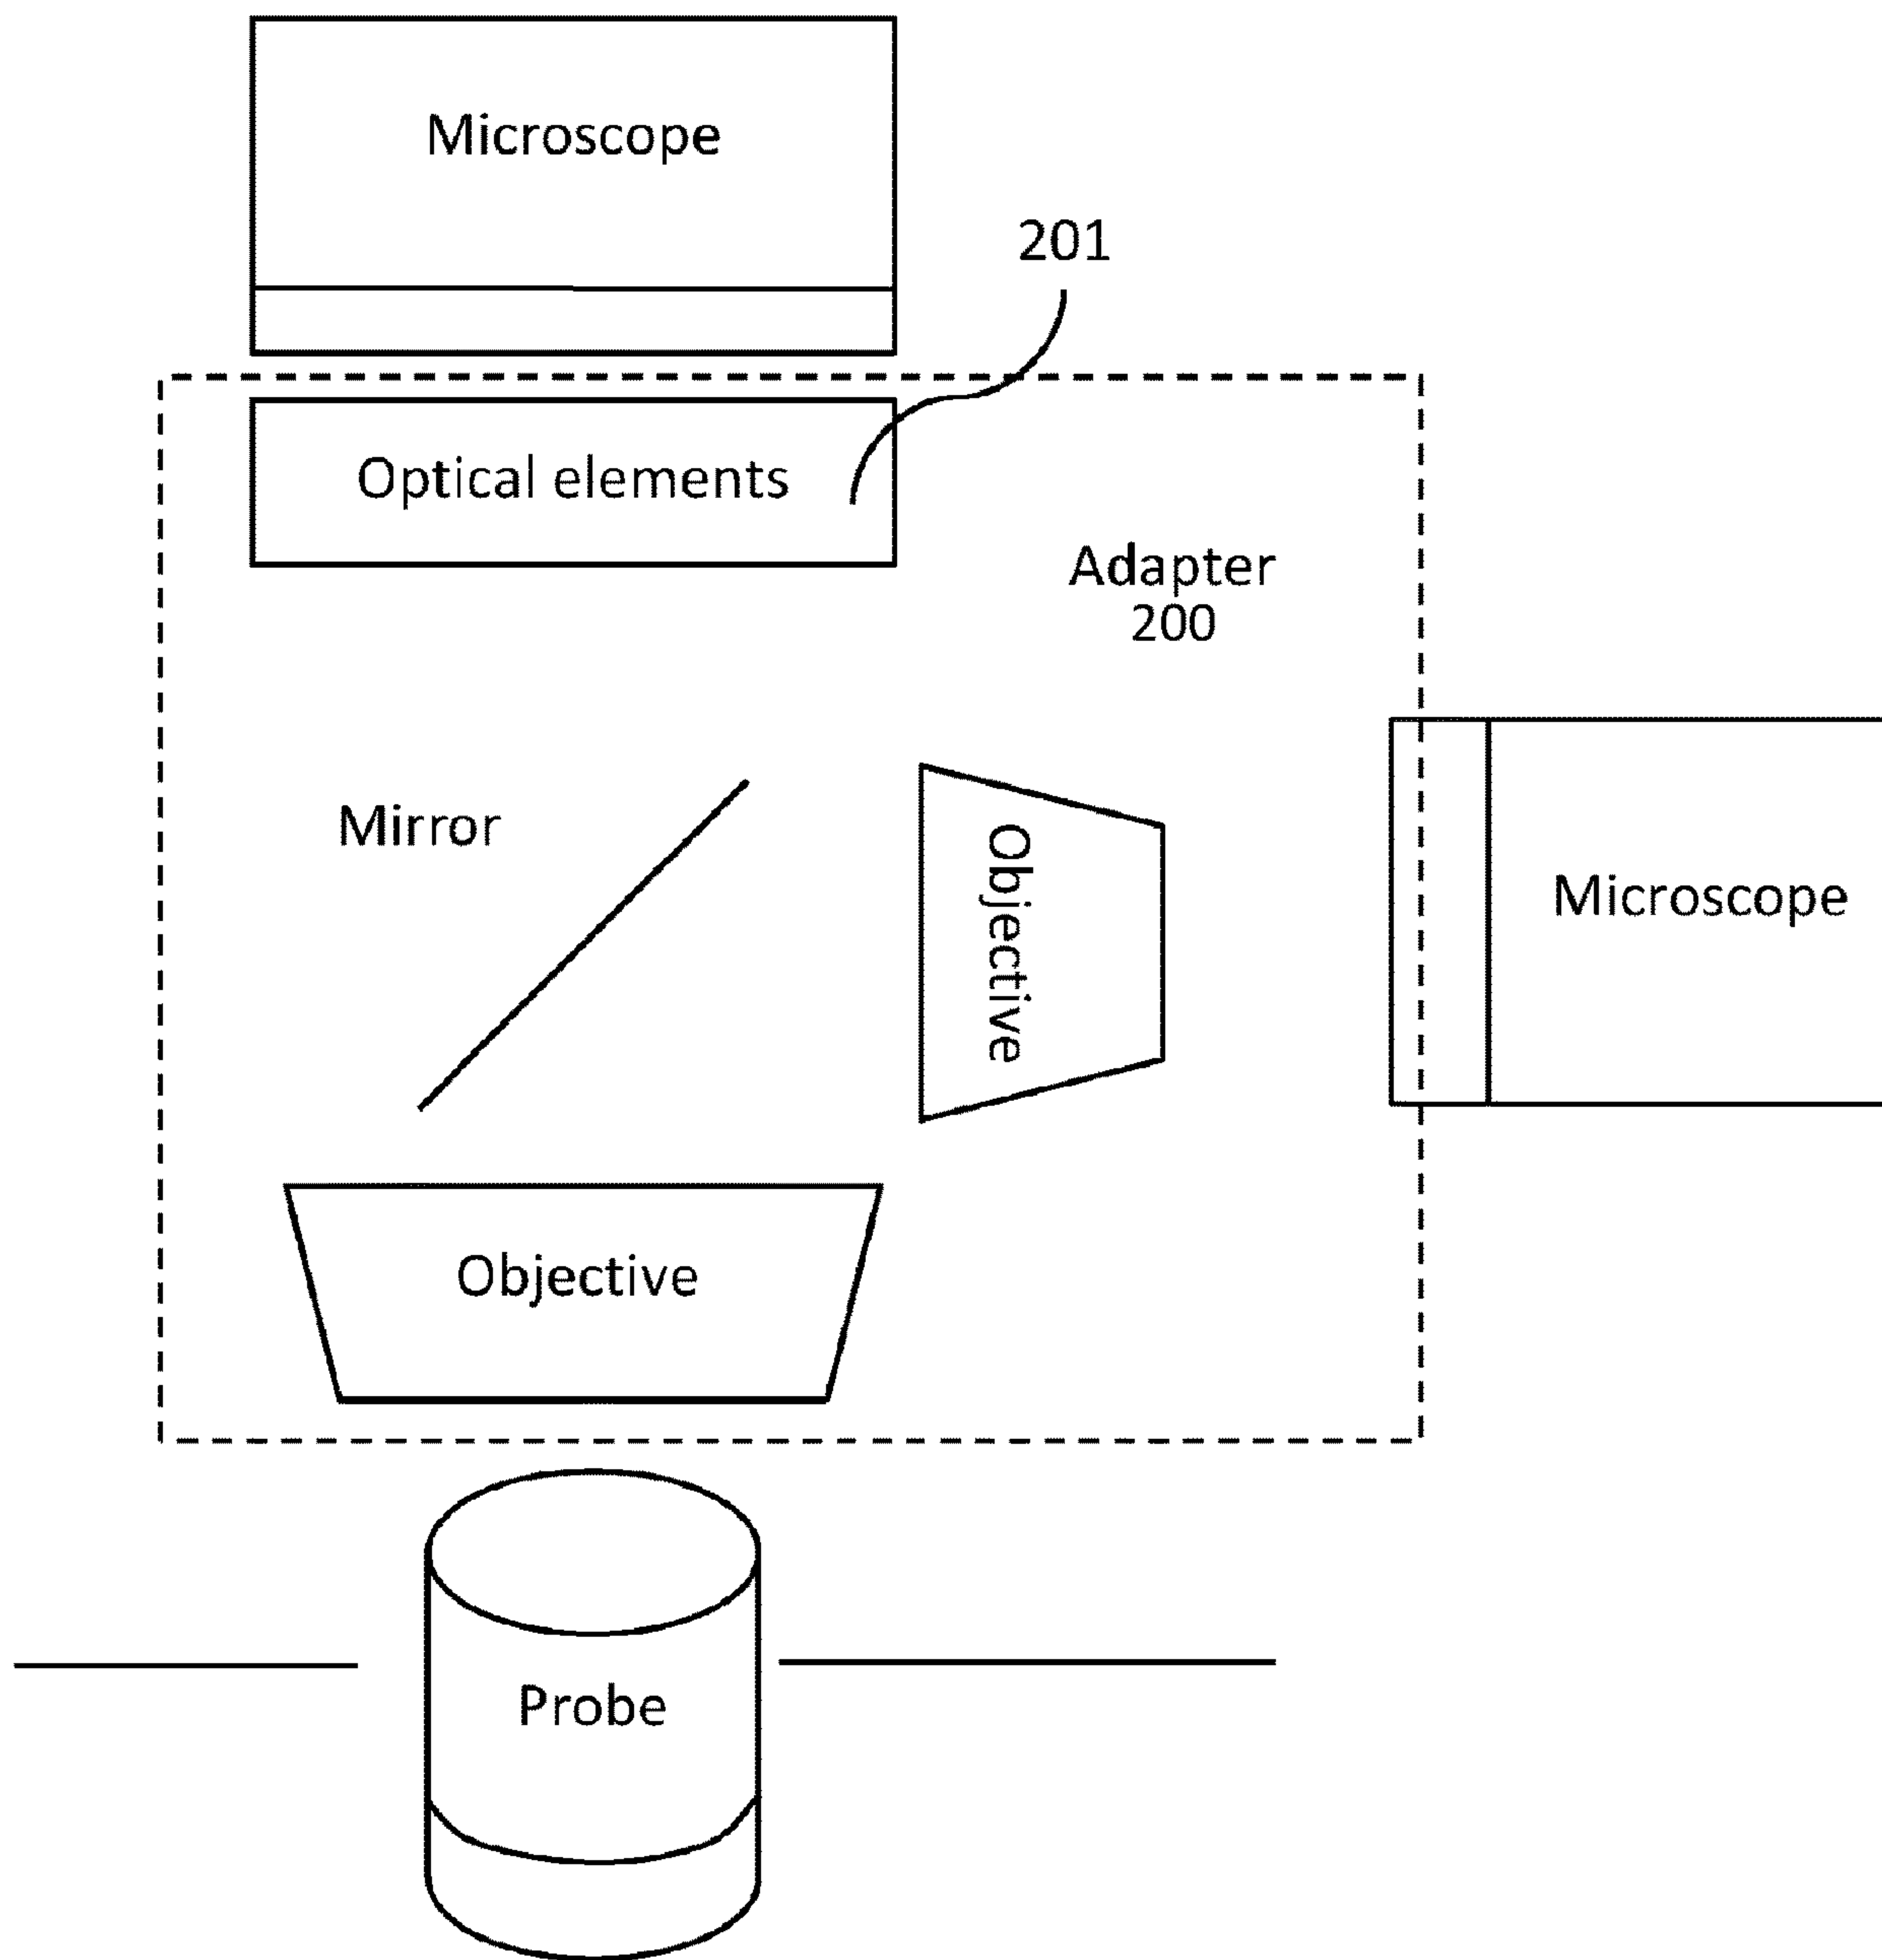 Microscope
201
Optical elements
Adapter
200
Mirror
Objective
Microscope
Objective
Probe